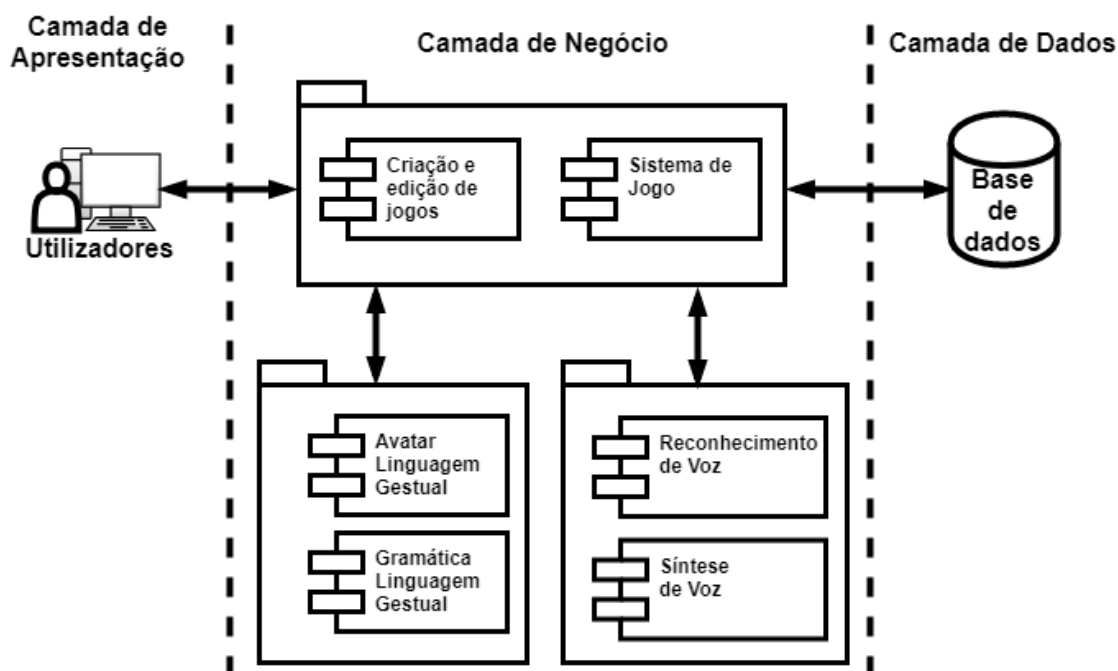 Camada de
Apresentação
Camada de Negócio
Camada de Dados
Utilizadores
Criação e
edição de
jogos
Sistema de
Jogo
Base
de
dados
Avatar
Linguagem
Gestual
Gramática
Linguagem
Gestual
Reconhecimento
de Voz
Síntese
de Voz